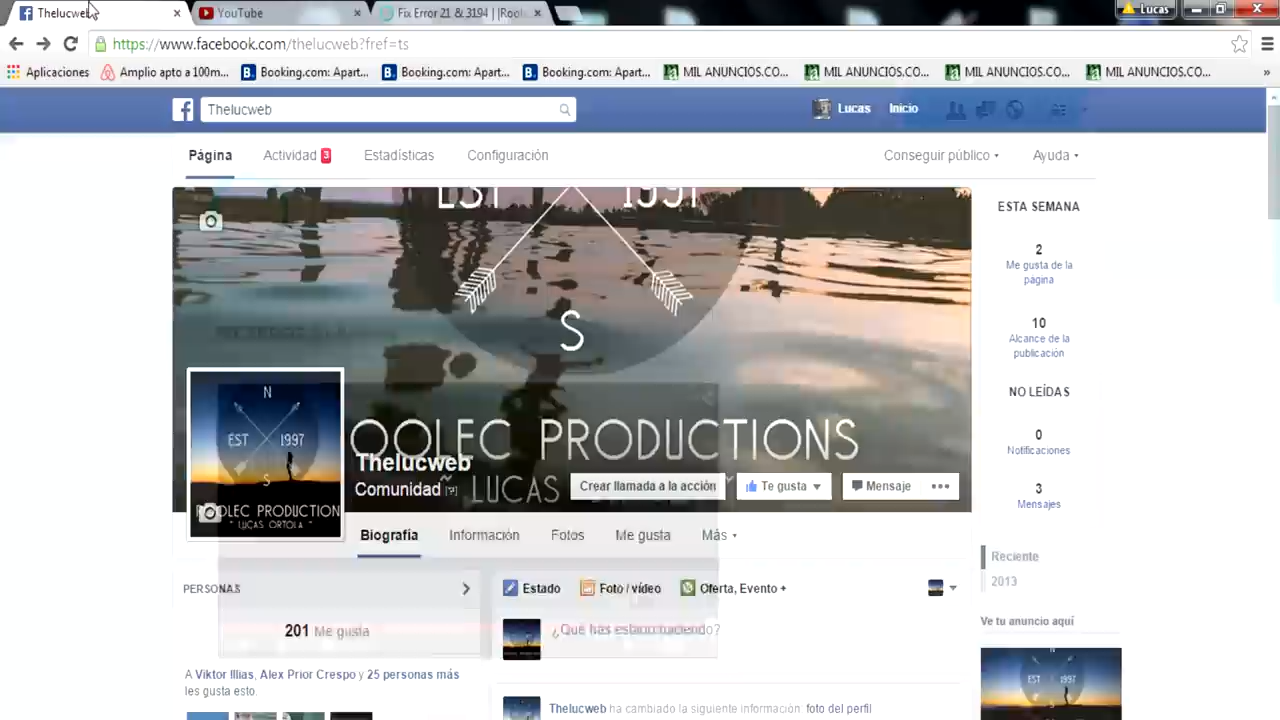 Thelucweb
YouTube
Fix Error 21 & 3194
Lucas
https://www.facebook.com/thelucweb?fref=ts
Aplicaciones
Amplio apto a 100m...
Booking.com: Apart...
Booking.com: Apart...
Booking.com: Apart...
MIL ANUNCIOS.CO...
MIL ANUNCIOS.CO...
MIL ANUNCIOS.CO...
MIL ANUNCIOS.CO...
»
Thelucweb
Lucas
Inicio
Página
Actividad 3
Estadísticas
Configuración
Conseguir público
Ayuda
EST 1997
S
OOLEC PRODUCTIONS
LUCAS
N
EST 1997
S
OOLEC PRODUCTION
" LUCAS ORTOLA "
Thelucweb
Comunidad
Crear llamada a la acción
Te gusta
Mensaje
Biografía
Información
Fotos
Me gusta
Más
PERSONAS
201 Me gusta
A Viktor Illias, Alex Prior Crespo y 25 personas más
les gusta esto.
Estado
Foto / vídeo
Oferta, Evento +
¿Qué has estado haciendo?
Thelucweb ha cambiado la siguiente información: foto del perfil
ESTA SEMANA
2
Me gusta de la
página
10
Alcance de la
publicación
NO LEÍDAS
0
Notificaciones
3
Mensajes
Reciente
2013
Ve tu anuncio aquí
N
EST 1997
S